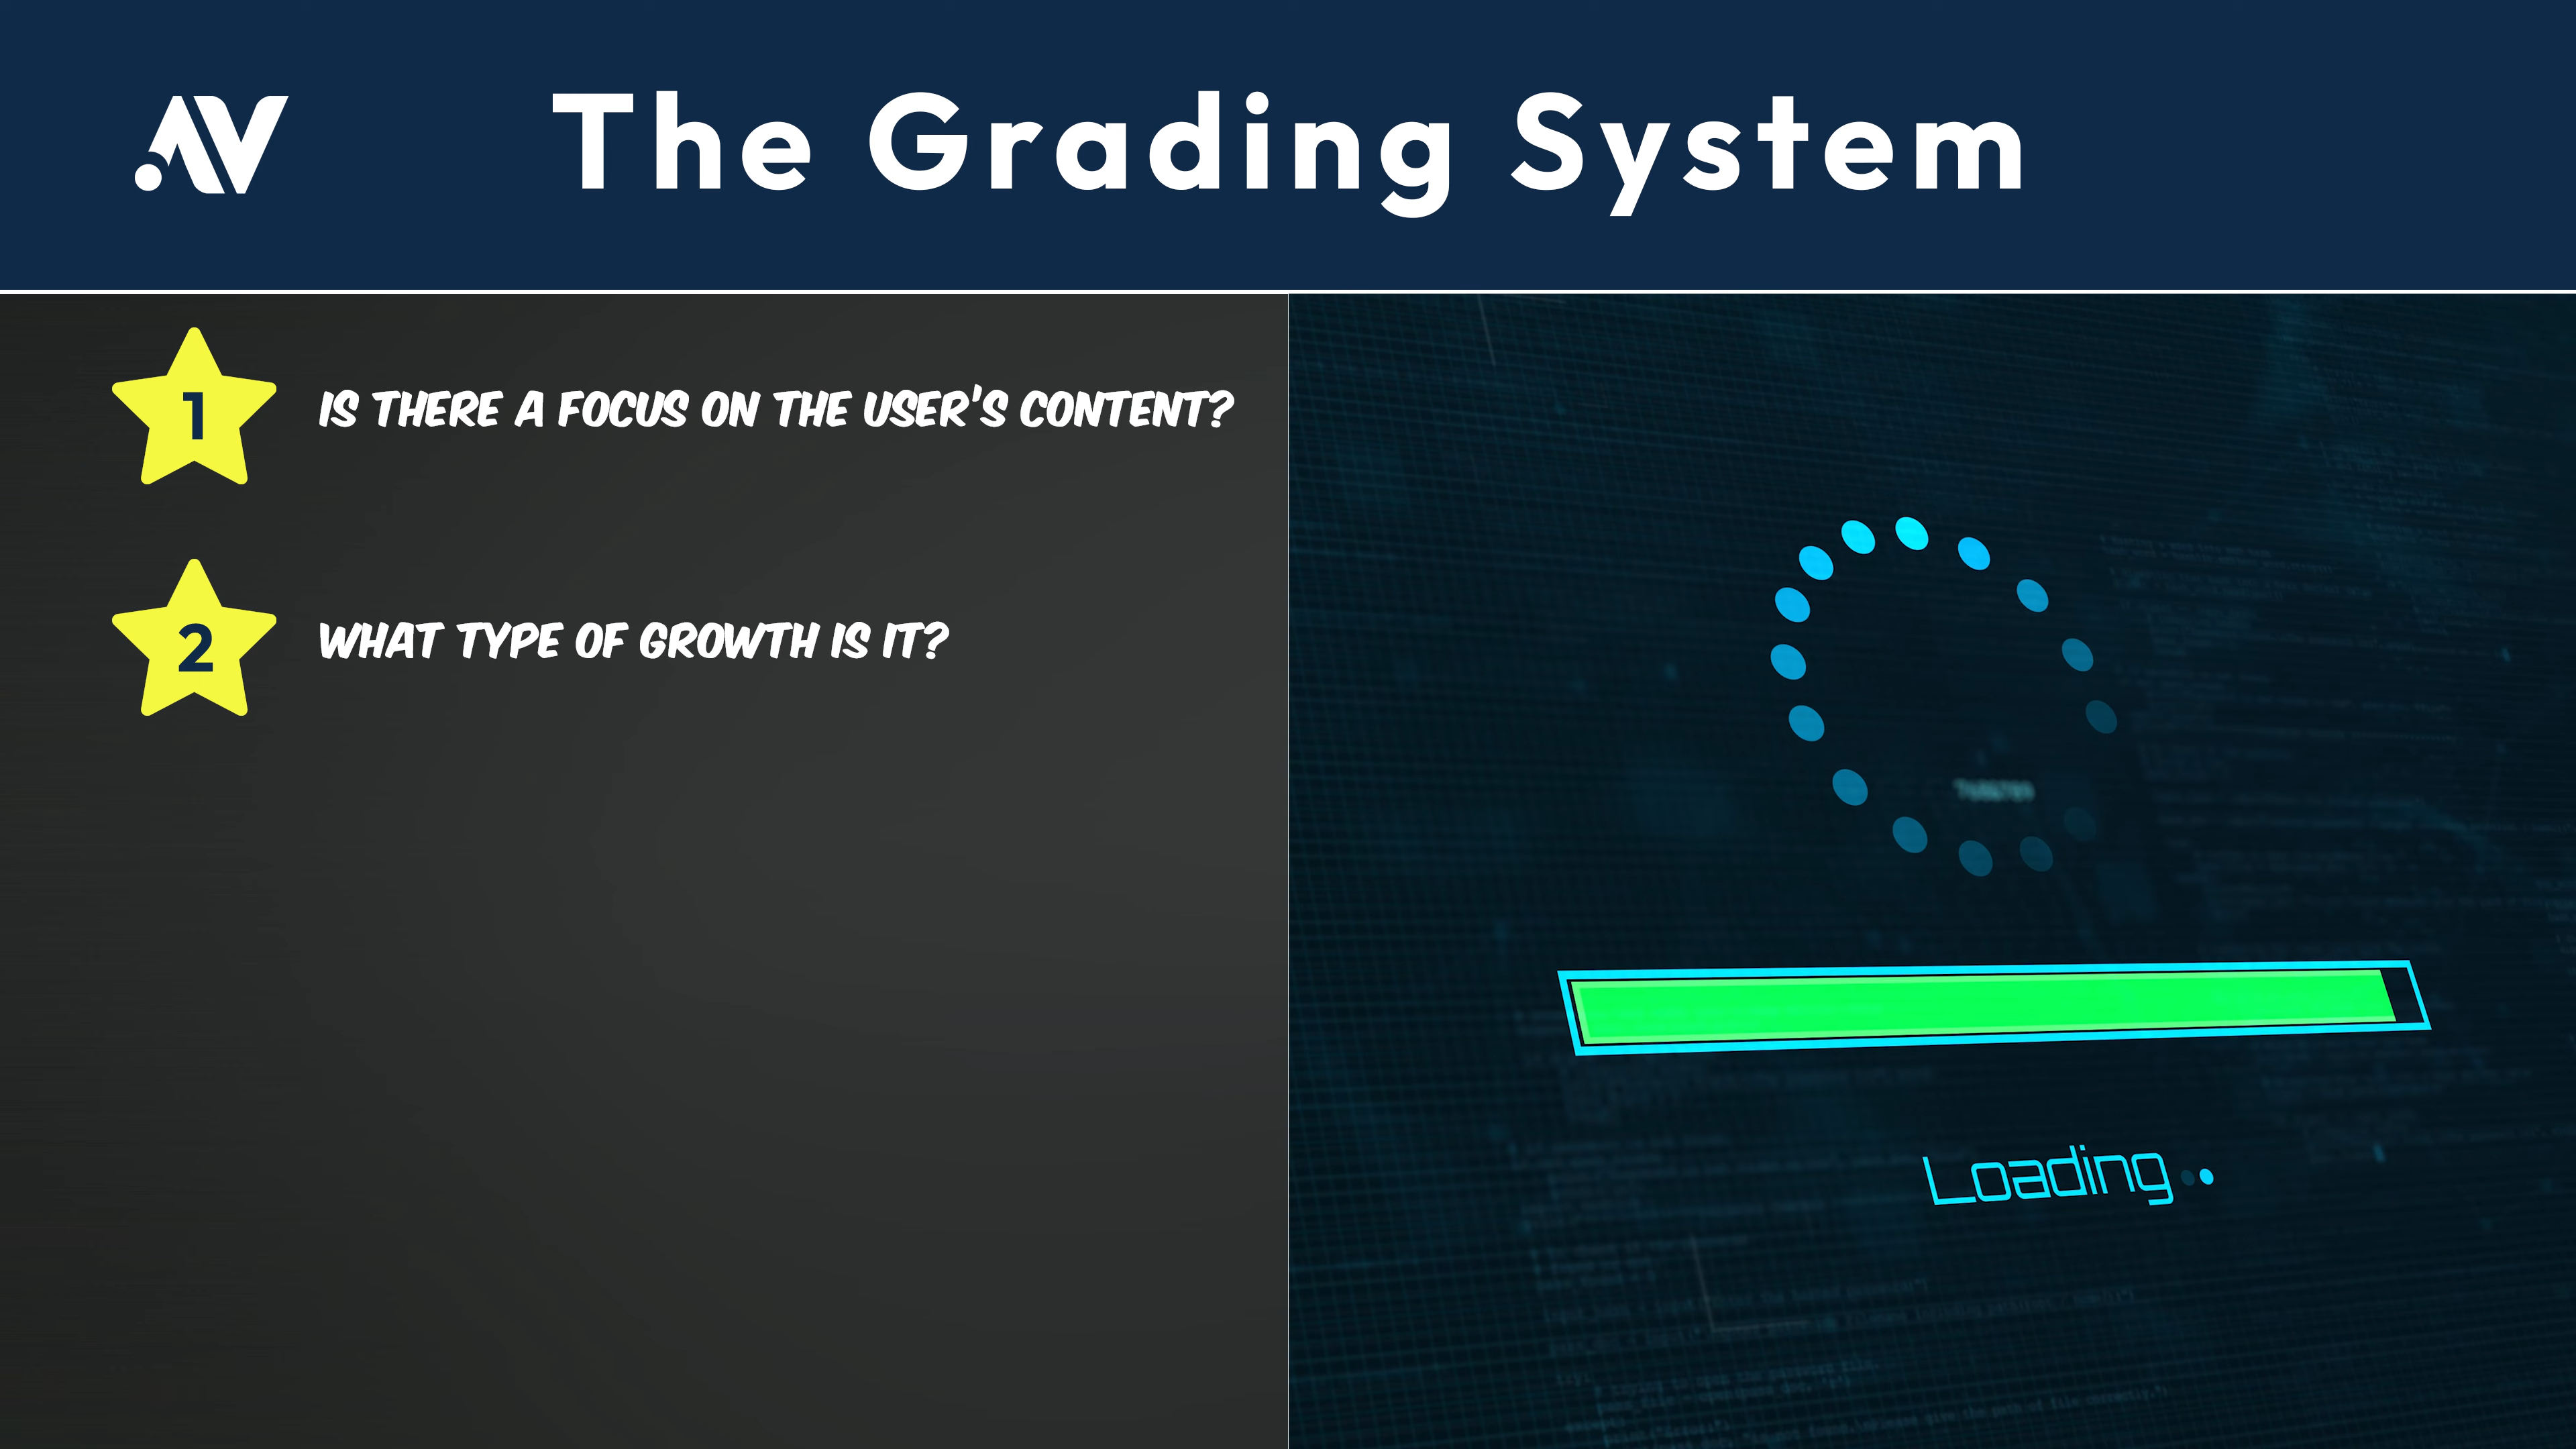 AV
The Grading System
1
IS THERE A FOCUS ON THE USER'S CONTENT?
2
WHAT TYPE OF GROWTH IS IT?
Loading..